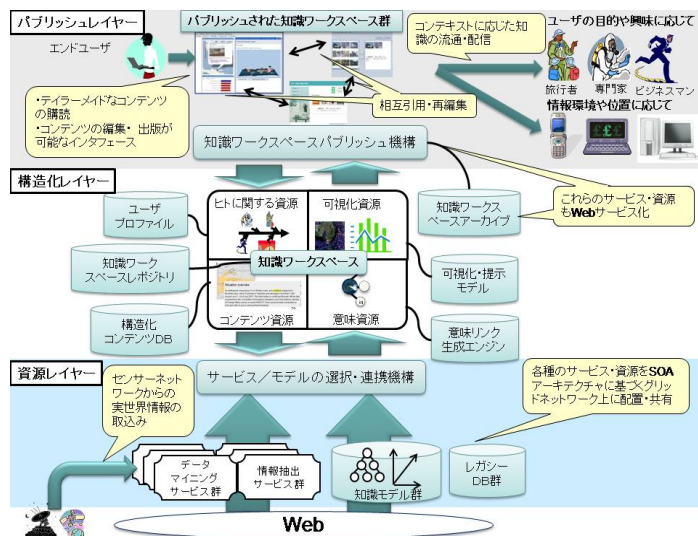 パブリッシュレイヤー
パブリッシュされた知識ワークスペース群
エンドユーザ
コンテキストに応じた知
識の流通・配信
ユーザの目的や興味に応じて
旅行者
専門家
ビジネスマン
・テイラーメイドなコンテンツ
の購読
・コンテンツの編集・出版が
可能なインタフェース
相互引用・再編集
情報環境や位置に応じて
知識ワークスペースパブリッシュ機構
構造化レイヤー
ユーザ
プロファイル
ヒトに関する資源
可視化資源
知識ワークス
ペースアーカイブ
これらのサービス・資源
もWebサービス化
知識ワーク
スペースレポジトリ
知識ワークスペース
可視化・提示
モデル
構造化
コンテンツDB
コンテンツ資源
意味資源
意味リンク
生成エンジン
資源レイヤー
センサーネット
ワークからの
実世界情報の
取込み
サービス/モデルの選択・連携機構
各種のサービス・資源をSOA
アーキテクチャに基づくグリッ
ドネットワーク上に配置・共有
データ
マイニング
サービス群
情報抽出
サービス群
知識モデル群
レガシー
DB群
Web